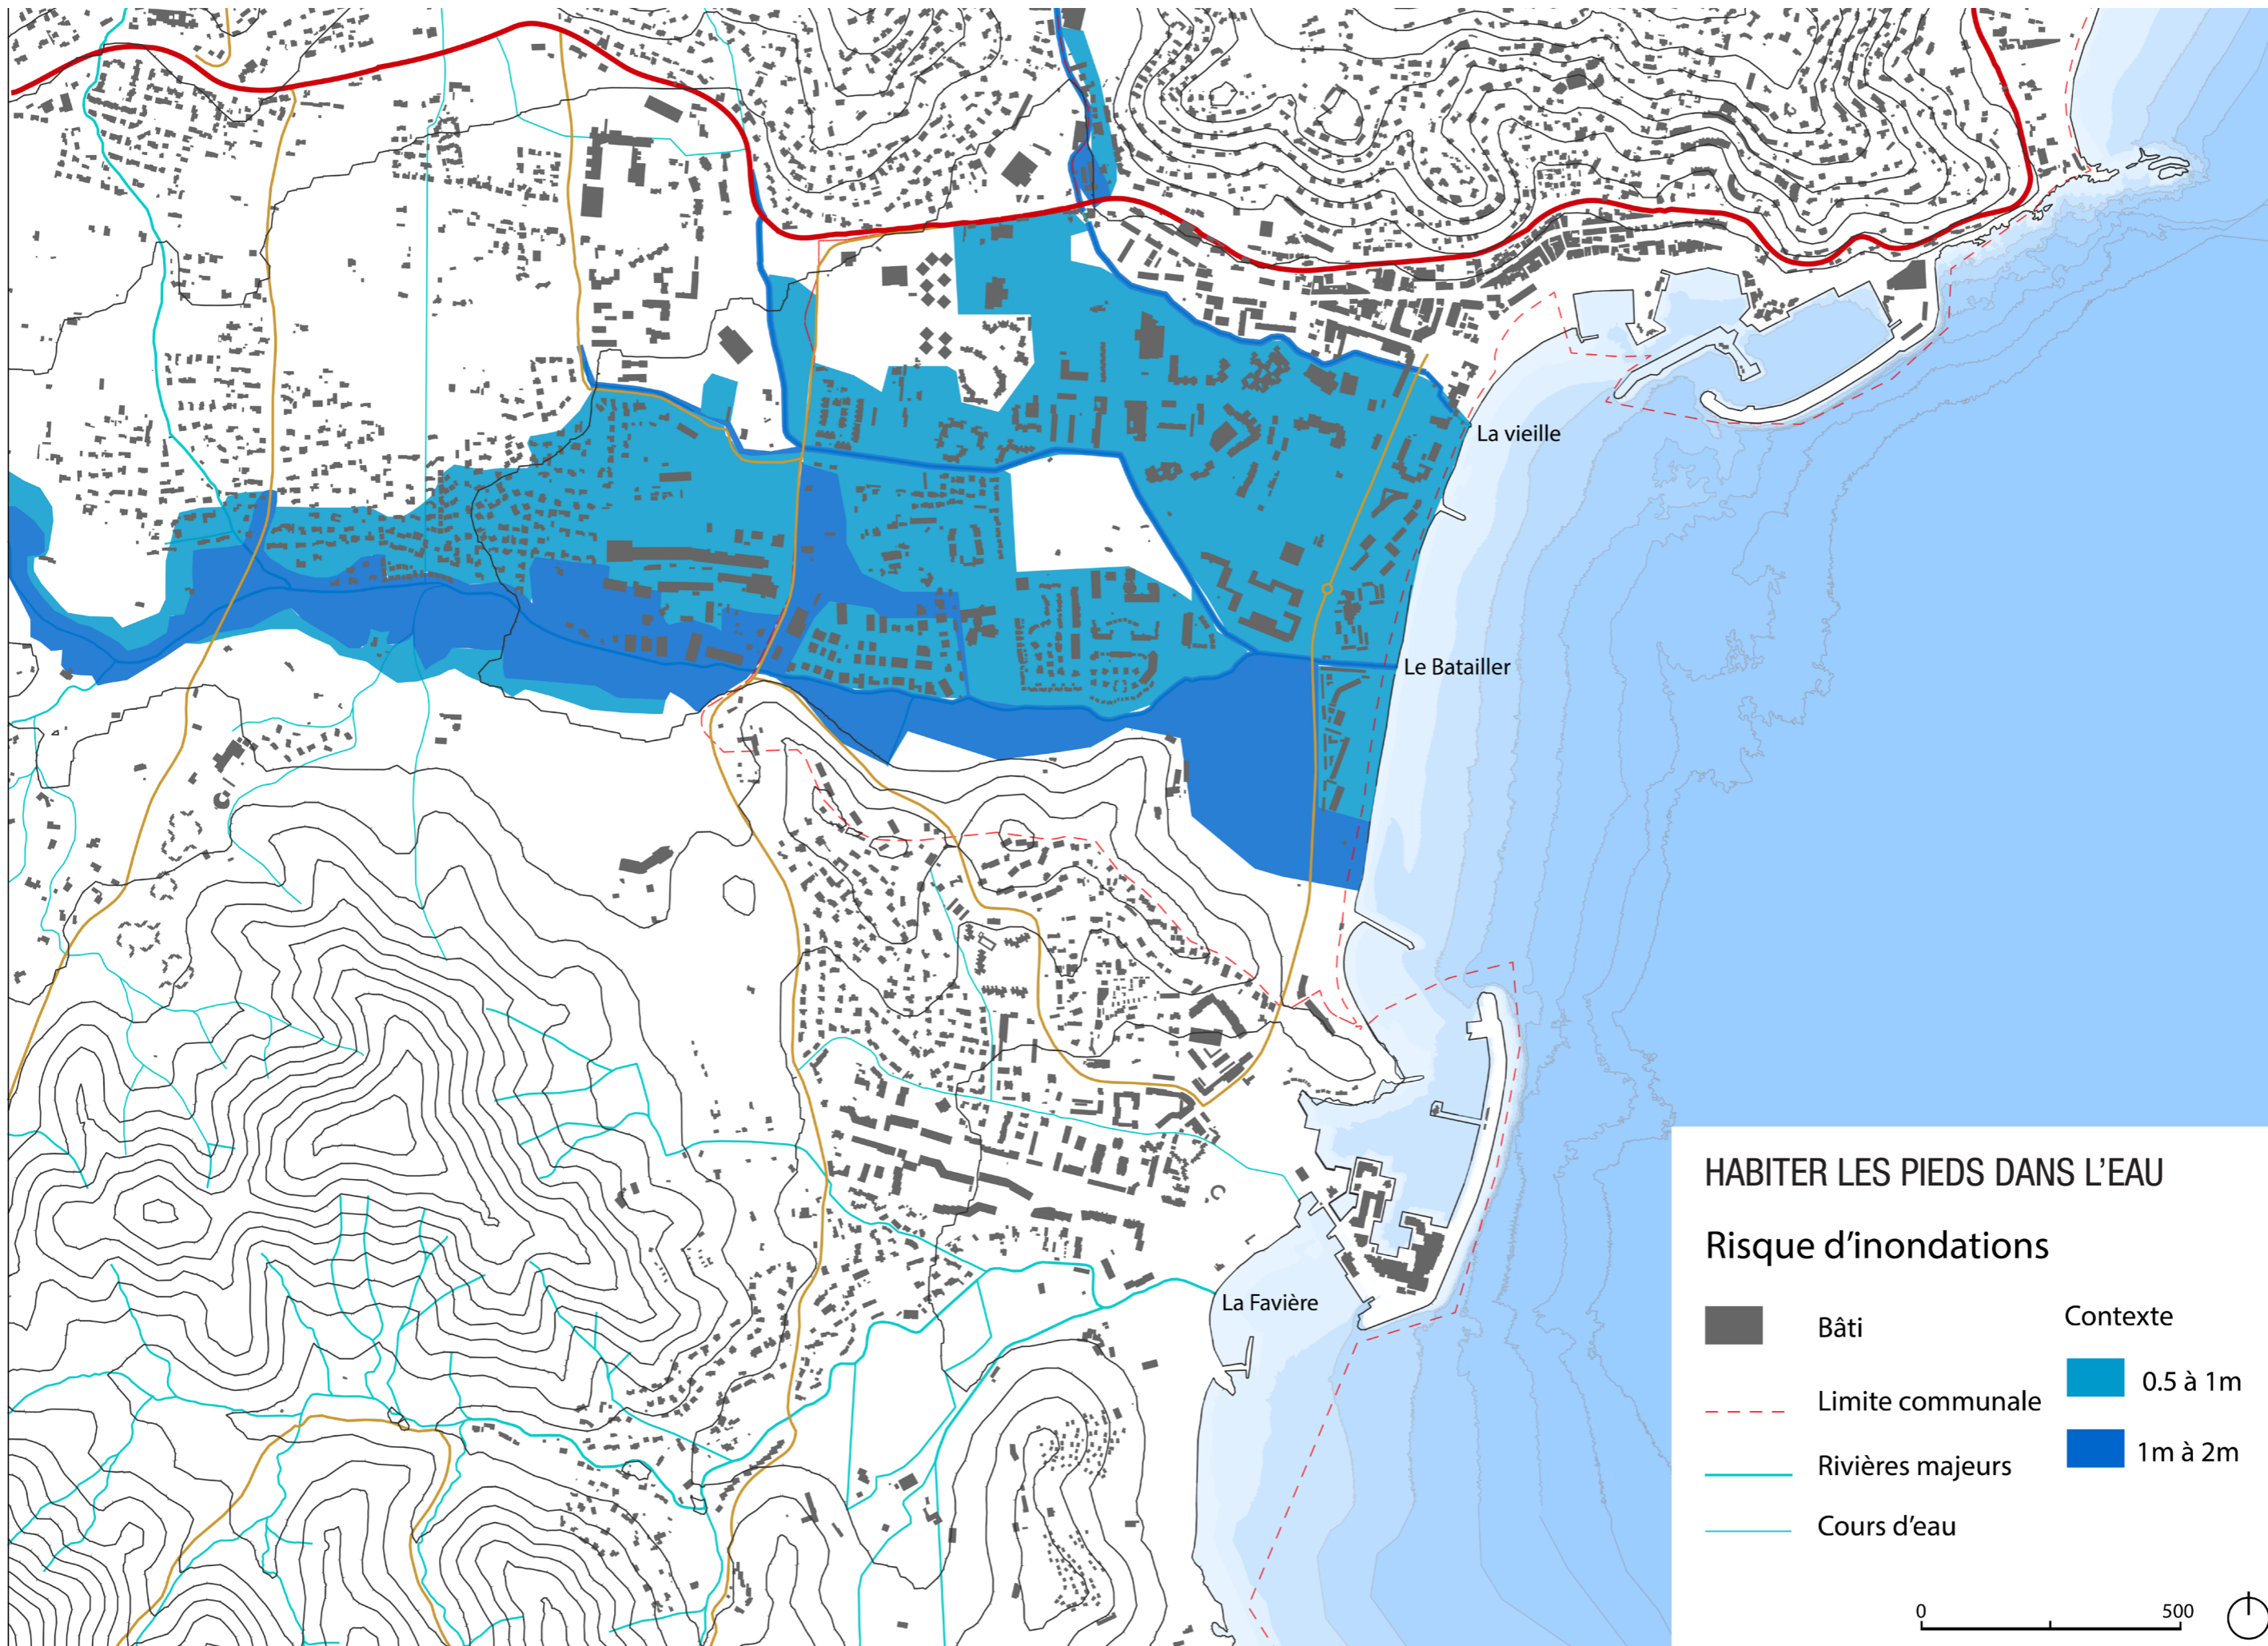 La vieille
Le Batailler
La Favière
HABITER LES PIEDS DANS L'EAU
Risque d'inondations
Bâti
Contexte
Limite communale
0.5 à 1m
Rivières majeurs
1m à 2m
Cours d'eau
0 500